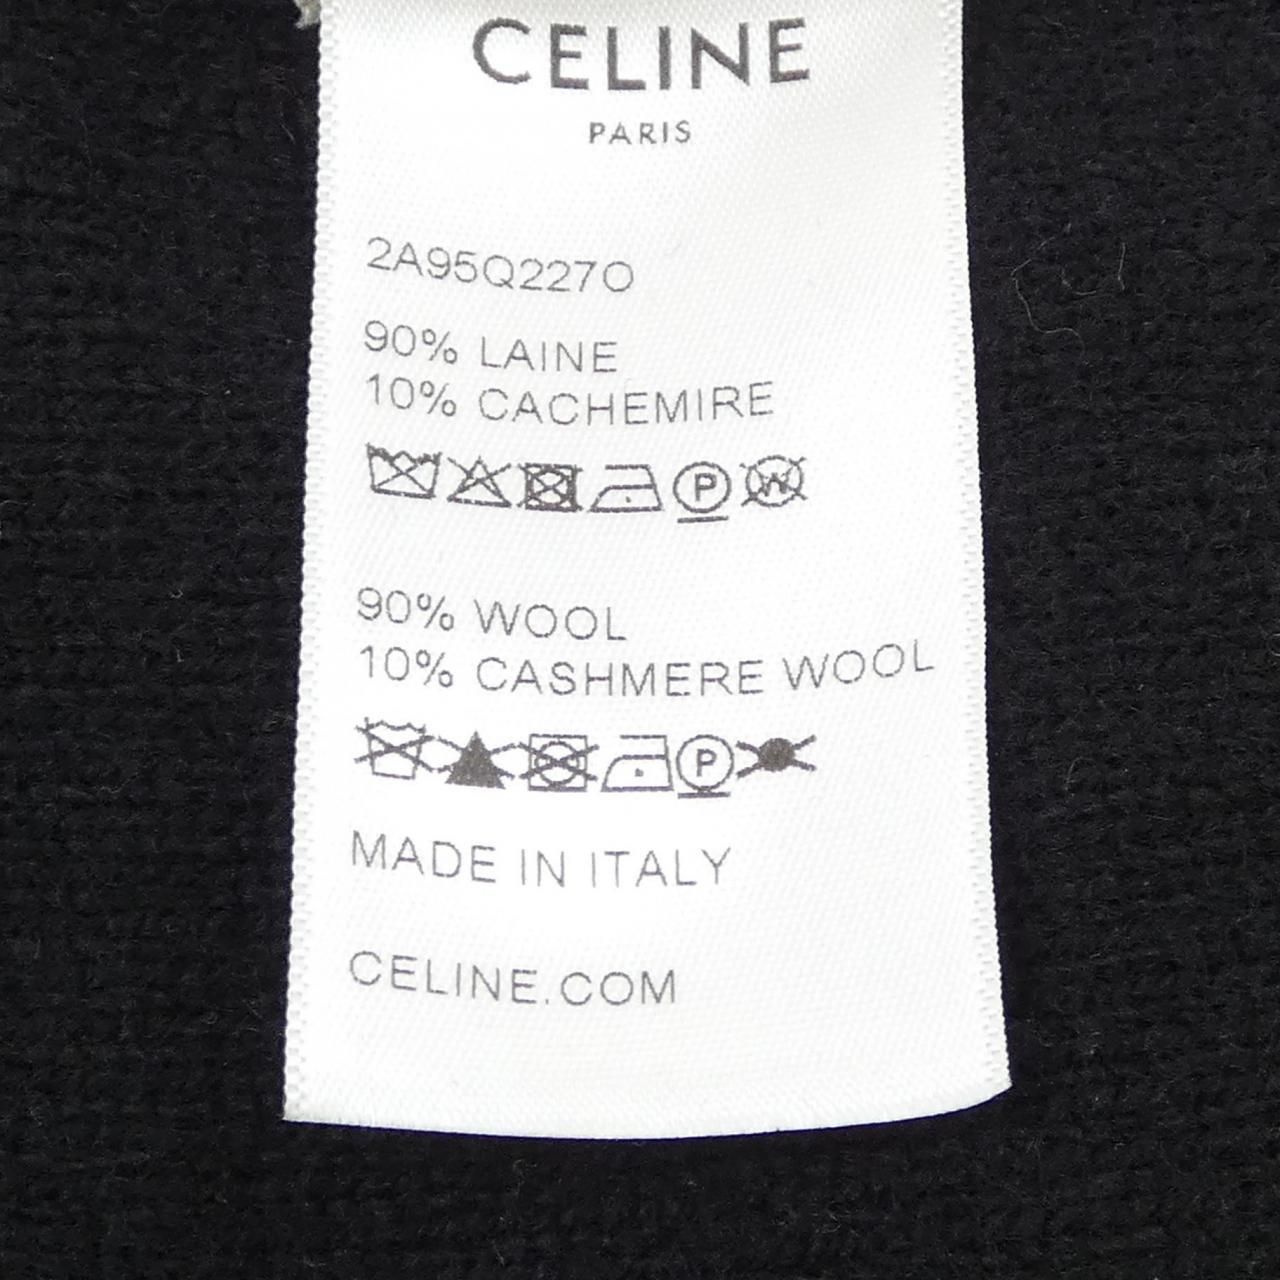 CELINE
PARIS
2A95Q227O
90% LAINE
10% CACHEMIRE
P W
90% WOOL
10% CASHMERE WOOL
P
MADE IN ITALY
CELINE.COM